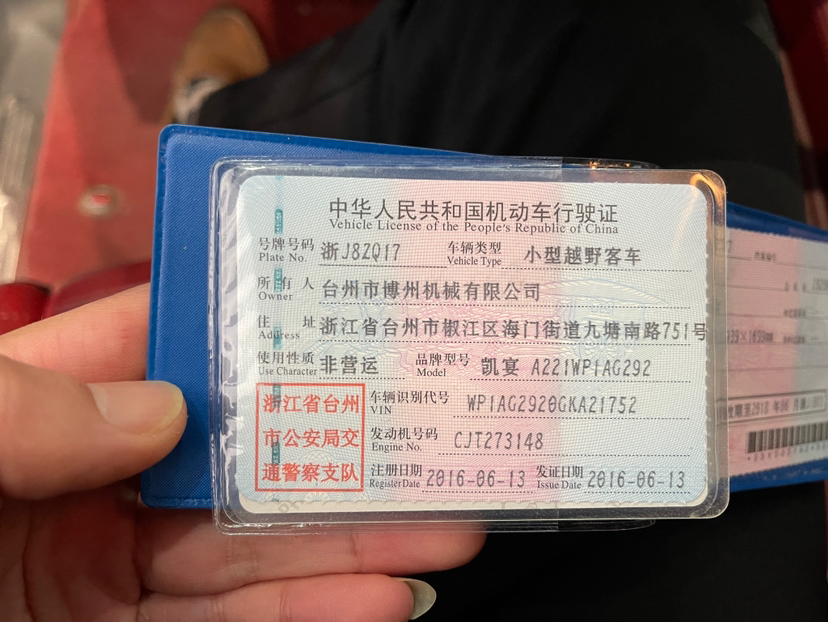 中华人民共和国机动车行驶证
Vehicle License of the People's Republic of China
号牌号码 浙J8ZQ17 车辆类型 小型越野客车
Plate No. Vehicle Type
所有人 台州市博州机械有限公司
Owner
住址 浙江省台州市椒江区海门街道九塘南路751号
Address
使用性质 非营运 品牌型号 凯宴 A221WP1AG292
Use Character Model
浙江省台州
市公安局交
通警察支队
车辆识别代号 WP1AG2920GKA21752
VIN
发动机号码 CJT273148
Engine No.
注册日期 2016-06-13 发证日期 2016-06-13
Register Date Issue Date